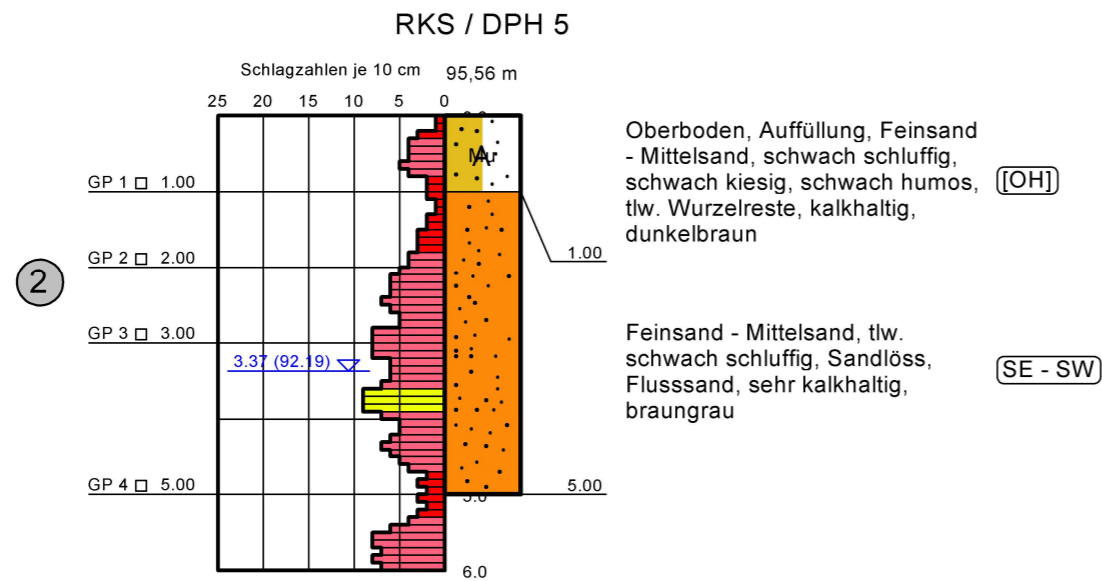 RKS / DPH 5
Schlagzahlen je 10 cm 95,56 m
25 20 15 10 5 0
Oberboden, Auffüllung, Feinsand
- Mittelsand, schwach schluffig,
schwach kiesig, schwach humos,
tlw. Wurzelreste, kalkhaltig,
dunkelbraun
[OH]
Mu
A
GP 1 1.00
1.00
GP 2 2.00
2
GP 3 3.00
3.37 (92.19)
Feinsand - Mittelsand, tlw.
schwach schluffig, Sandlöss,
Flusssand, sehr kalkhaltig,
braungrau
SE - SW
GP 4 5.00
5.00
5.0
6.0